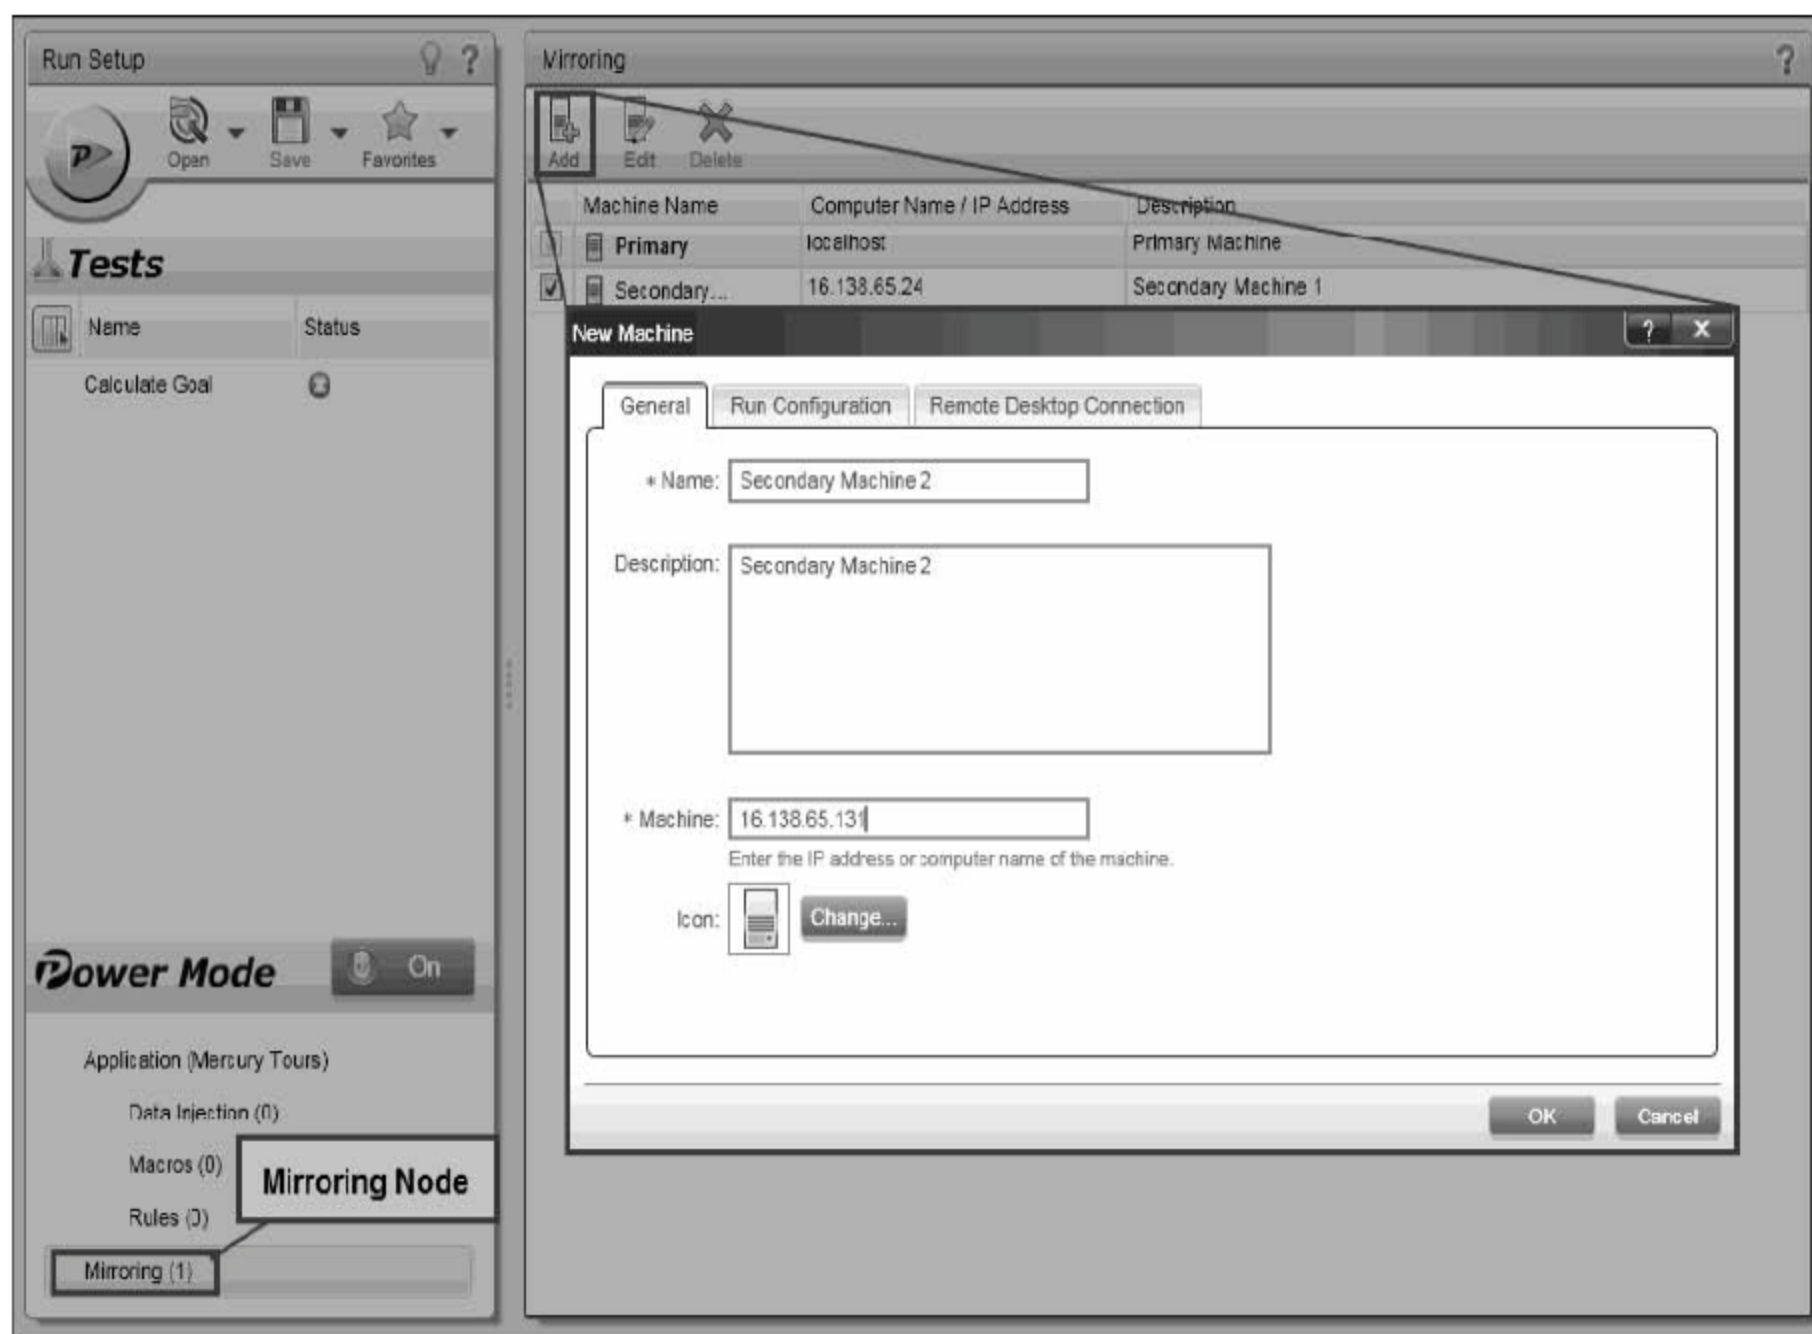 Run Setup
?
Open
Save
Favorites
Tests
Name Status
Calculate Goal
Power Mode
On
Application (Mercury Tours)
Data Injection (0)
Macros (0)
Rules (0)
Mirroring (1)
Mirroring Node
Mirroring
?
Add
Edit
Delete
Machine Name Computer Name / IP Address Description
Primary localhost Primary Machine
Secondary... 16.138.65.24 Secondary Machine 1
New Machine
? X
General Run Configuration Remote Desktop Connection
* Name: Secondary Machine 2
Description: Secondary Machine 2
* Machine: 16.138.65.131
Enter the IP address or computer name of the machine.
Icon: Change...
OK Cancel